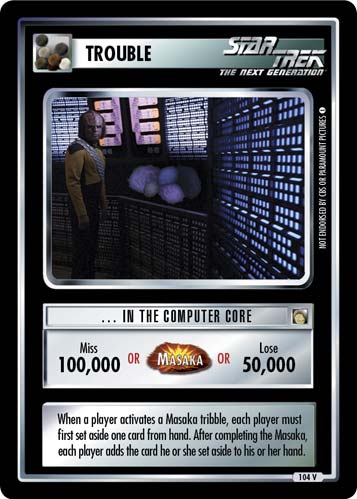 TROUBLE
STAR TREK
THE NEXT GENERATION
NOT ENDORSED BY CBS OR PARAMOUNT PICTURES
... IN THE COMPUTER CORE
Miss
100,000
OR
MASAKA
OR
Lose
50,000
When a player activates a Masaka tribble, each player must
first set aside one card from hand. After completing the Masaka,
each player adds the card he or she set aside to his or her hand.
104 V